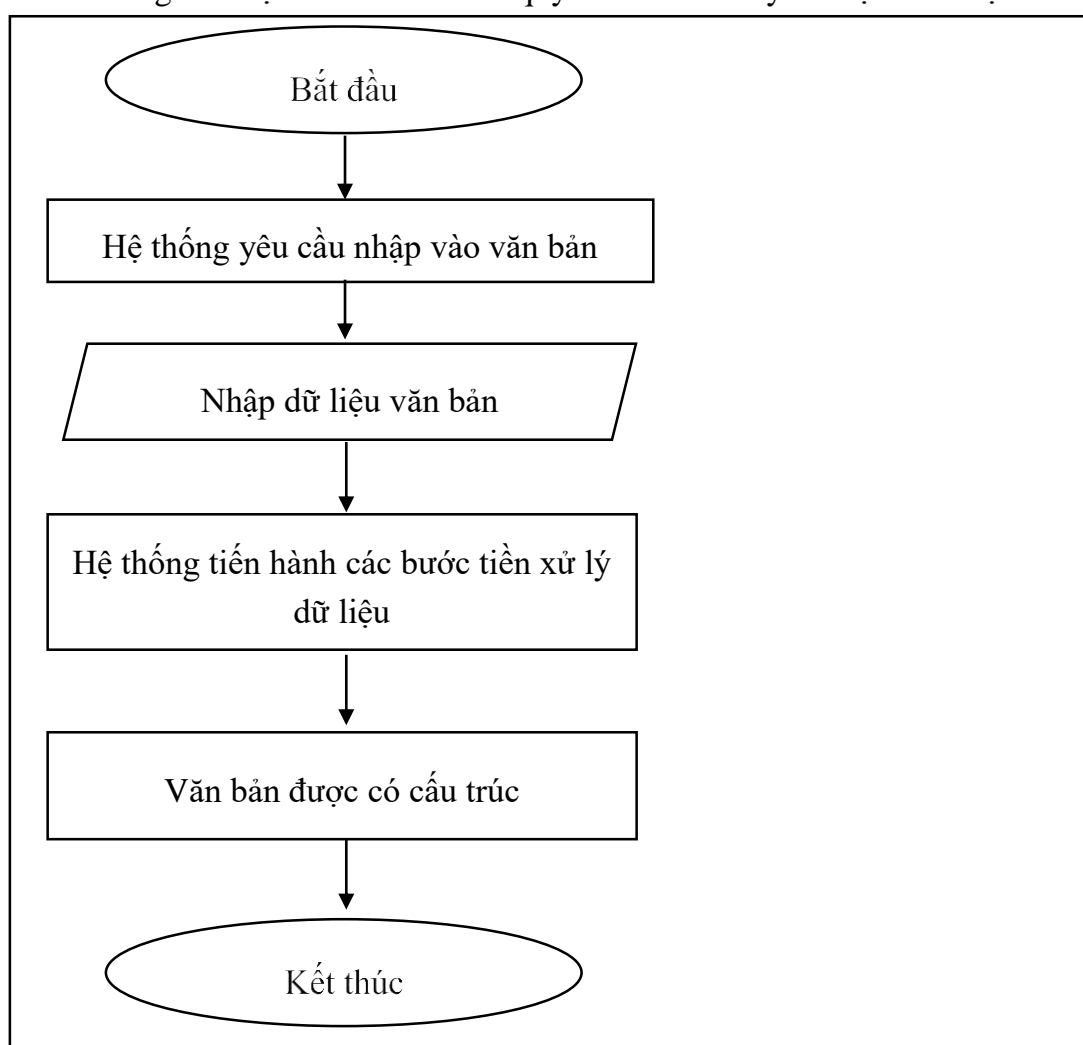 Bắt đầu
Hệ thống yêu cầu nhập vào văn bản
Nhập dữ liệu văn bản
Hệ thống tiến hành các bước tiền xử lý
dữ liệu
Văn bản được có cấu trúc
Kết thúc